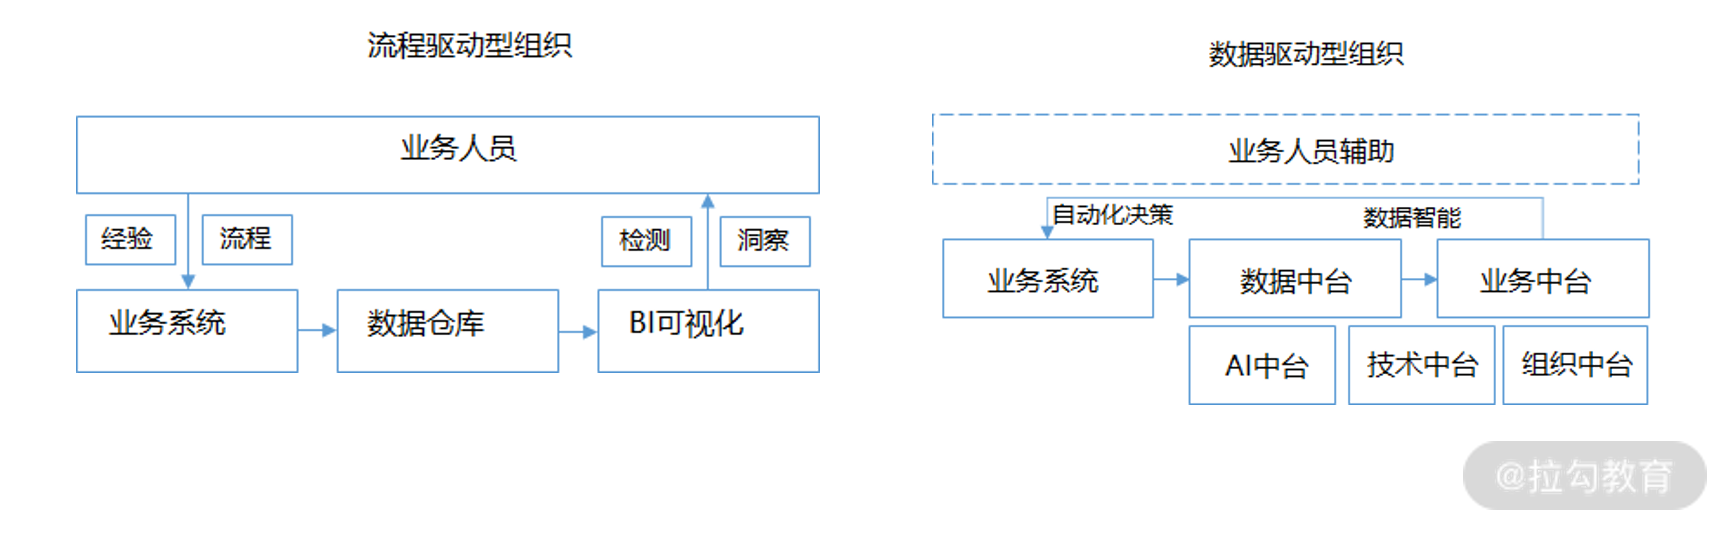 流程驱动型组织
业务人员
经验
流程
检测
洞察
业务系统
数据仓库
BI可视化
数据驱动型组织
业务人员辅助
自动化决策
数据智能
业务系统
数据中台
业务中台
AI中台
技术中台
组织中台
@拉勾教育